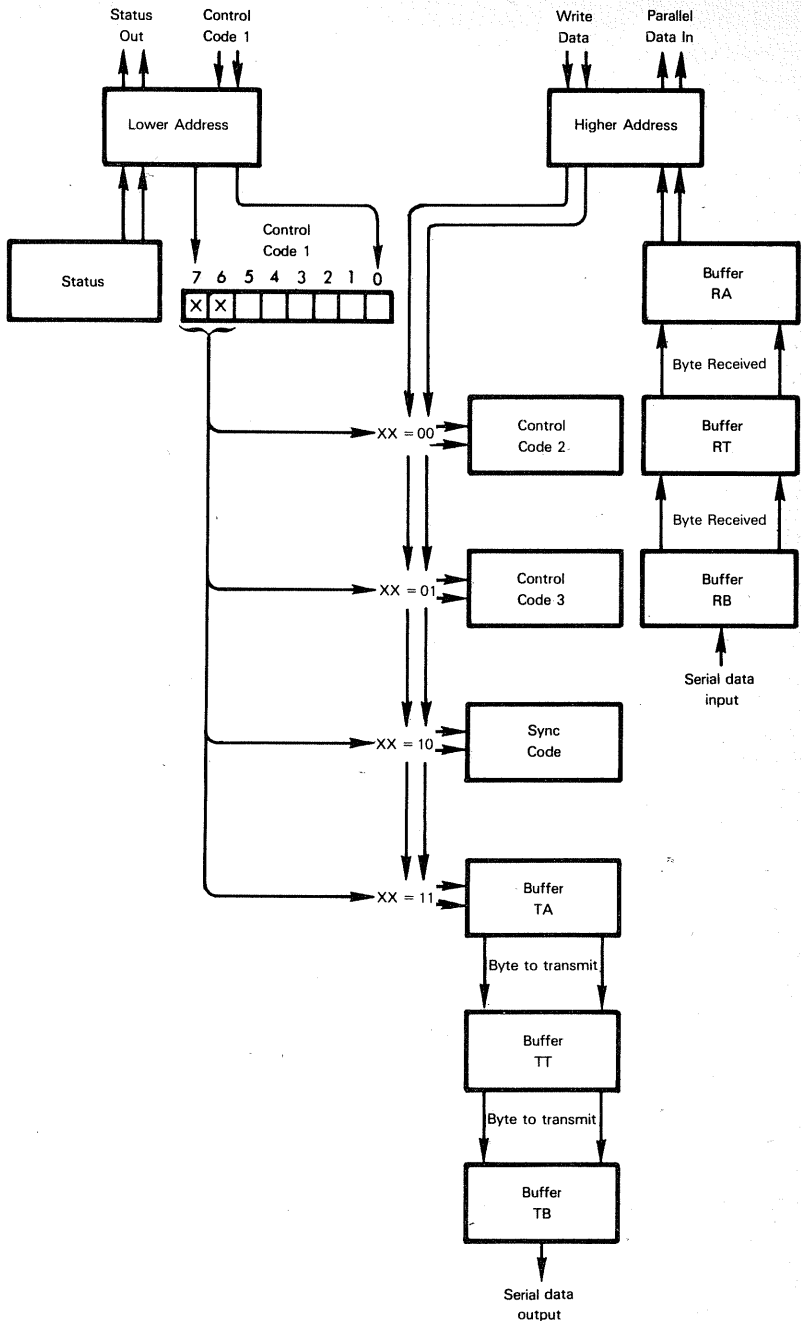 Status
Out
Control
Code 1
Write
Data
Parallel
Data In
Lower Address
Higher Address
Control
Code 1
Status
7 6 5 4 3 2 1 0
X X
Buffer
RA
Byte Received
XX = 00
Control
Code 2
Buffer
RT
Byte Received
XX = 01
Control
Code 3
Buffer
RB
Serial data
input
XX = 10
Sync
Code
XX = 11
Buffer
TA
Byte to transmit
Buffer
TT
Byte to transmit
Buffer
TB
Serial data
output